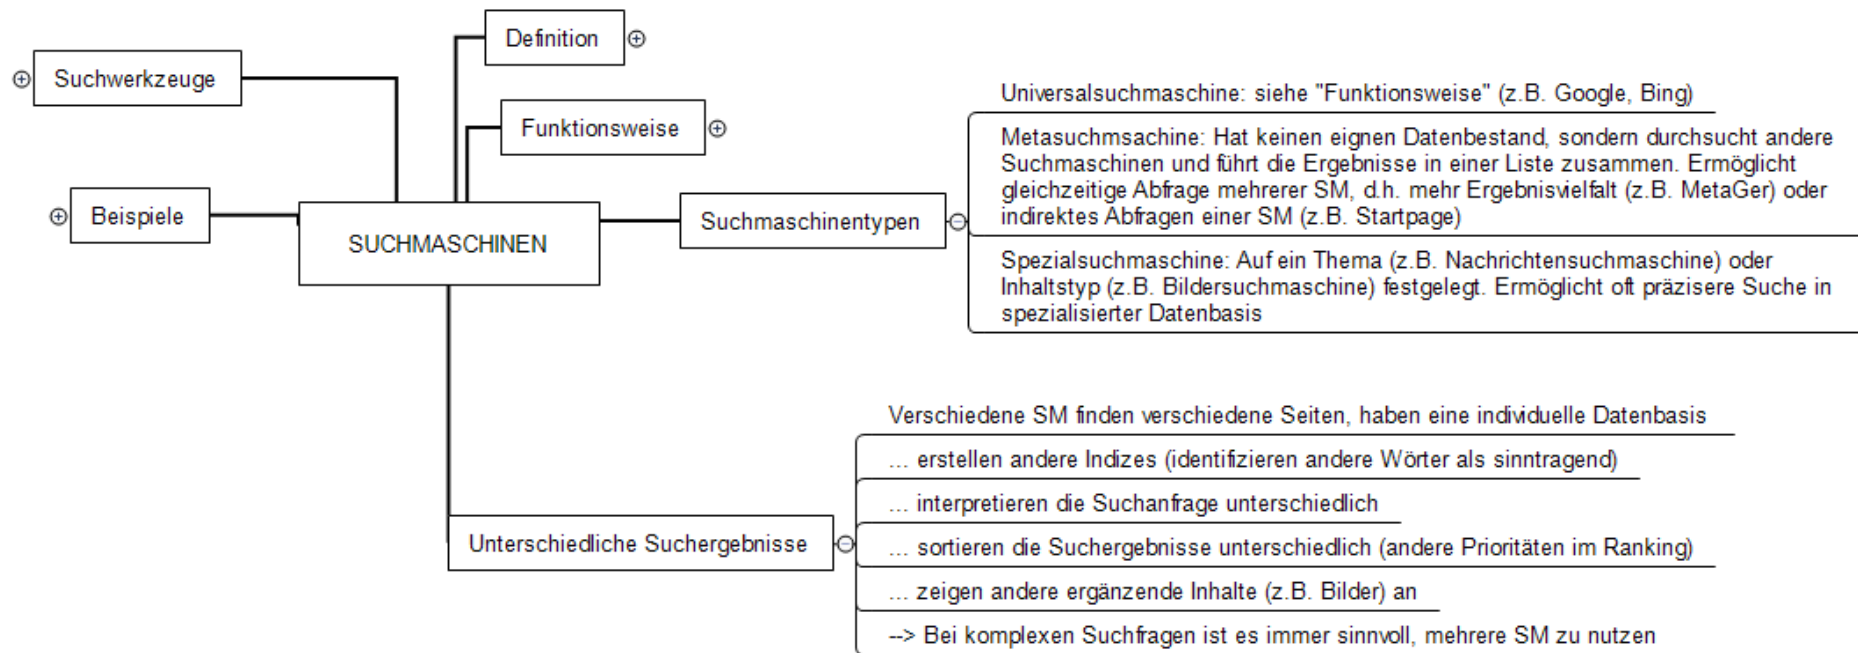 Definition
Suchwerkzeuge
Funktionsweise
Beispiele
SUCHMASCHINEN
Suchmaschinentypen
Universalsuchmaschine: siehe "Funktionsweise" (z.B. Google, Bing)
Metasuchmsachine: Hat keinen eignen Datenbestand, sondern durchsucht andere
Suchmaschinen und führt die Ergebnisse in einer Liste zusammen. Ermöglicht
gleichzeitige Abfrage mehrerer SM, d.h. mehr Ergebnisvielfalt (z.B. MetaGer) oder
indirektes Abfragen einer SM (z.B. Startpage)
Spezialsuchmaschine: Auf ein Thema (z.B. Nachrichtensuchmaschine) oder
Inhaltstyp (z.B. Bildersuchmaschine) festgelegt. Ermöglicht oft präzisere Suche in
spezialisierter Datenbasis
Unterschiedliche Suchergebnisse
Verschiedene SM finden verschiedene Seiten, haben eine individuelle Datenbasis
... erstellen andere Indizes (identifizieren andere Wörter als sinntragend)
... interpretieren die Suchanfrage unterschiedlich
... sortieren die Suchergebnisse unterschiedlich (andere Prioritäten im Ranking)
... zeigen andere ergänzende Inhalte (z.B. Bilder) an
--> Bei komplexen Suchfragen ist es immer sinnvoll, mehrere SM zu nutzen